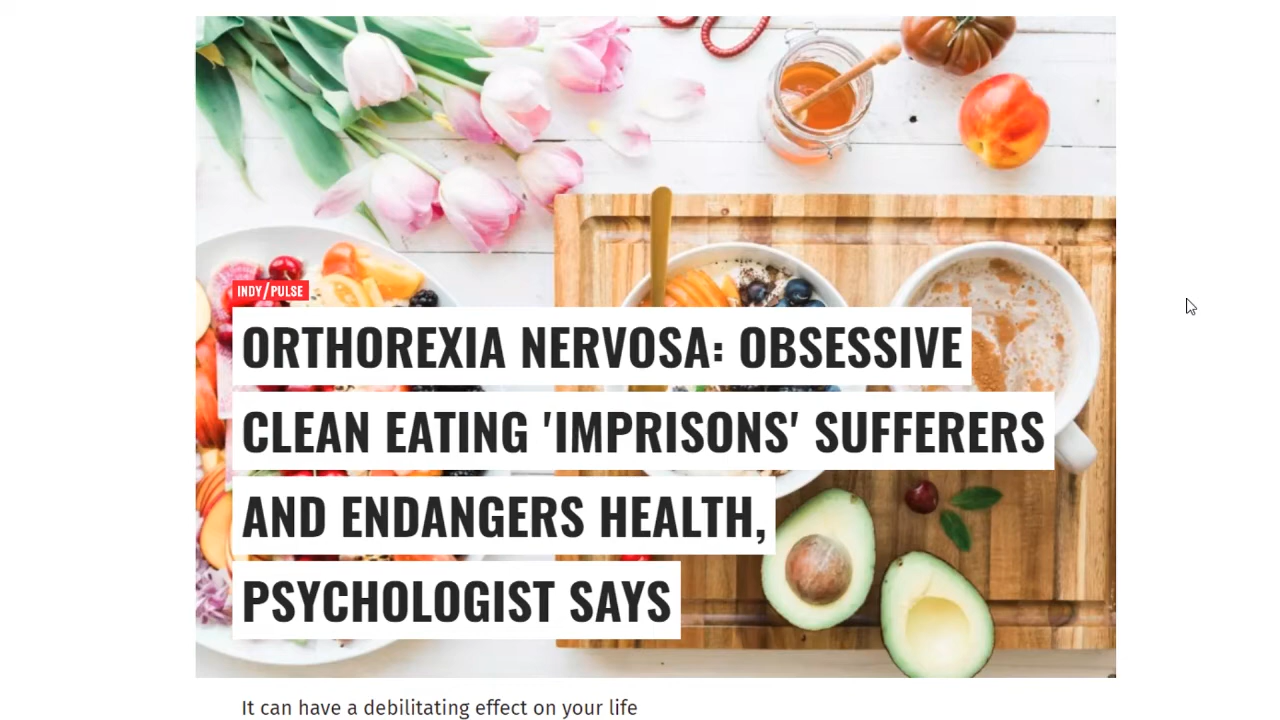 INDY/PULSE
ORTHOREXIA NERVOSA: OBSESSIVE
CLEAN EATING 'IMPRISONS' SUFFERERS
AND ENDANGERS HEALTH,
PSYCHOLOGIST SAYS
It can have a debilitating effect on your life